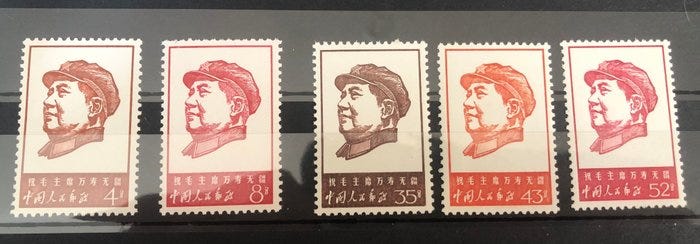 祝毛主席万寿无疆
中国人民邮政 4分
祝毛主席万寿无疆
中国人民邮政 8分
祝毛主席万寿无疆
中国人民邮政 35分
祝毛主席万寿无疆
中国人民邮政 43分
祝毛主席万寿无疆
中国人民邮政 52分